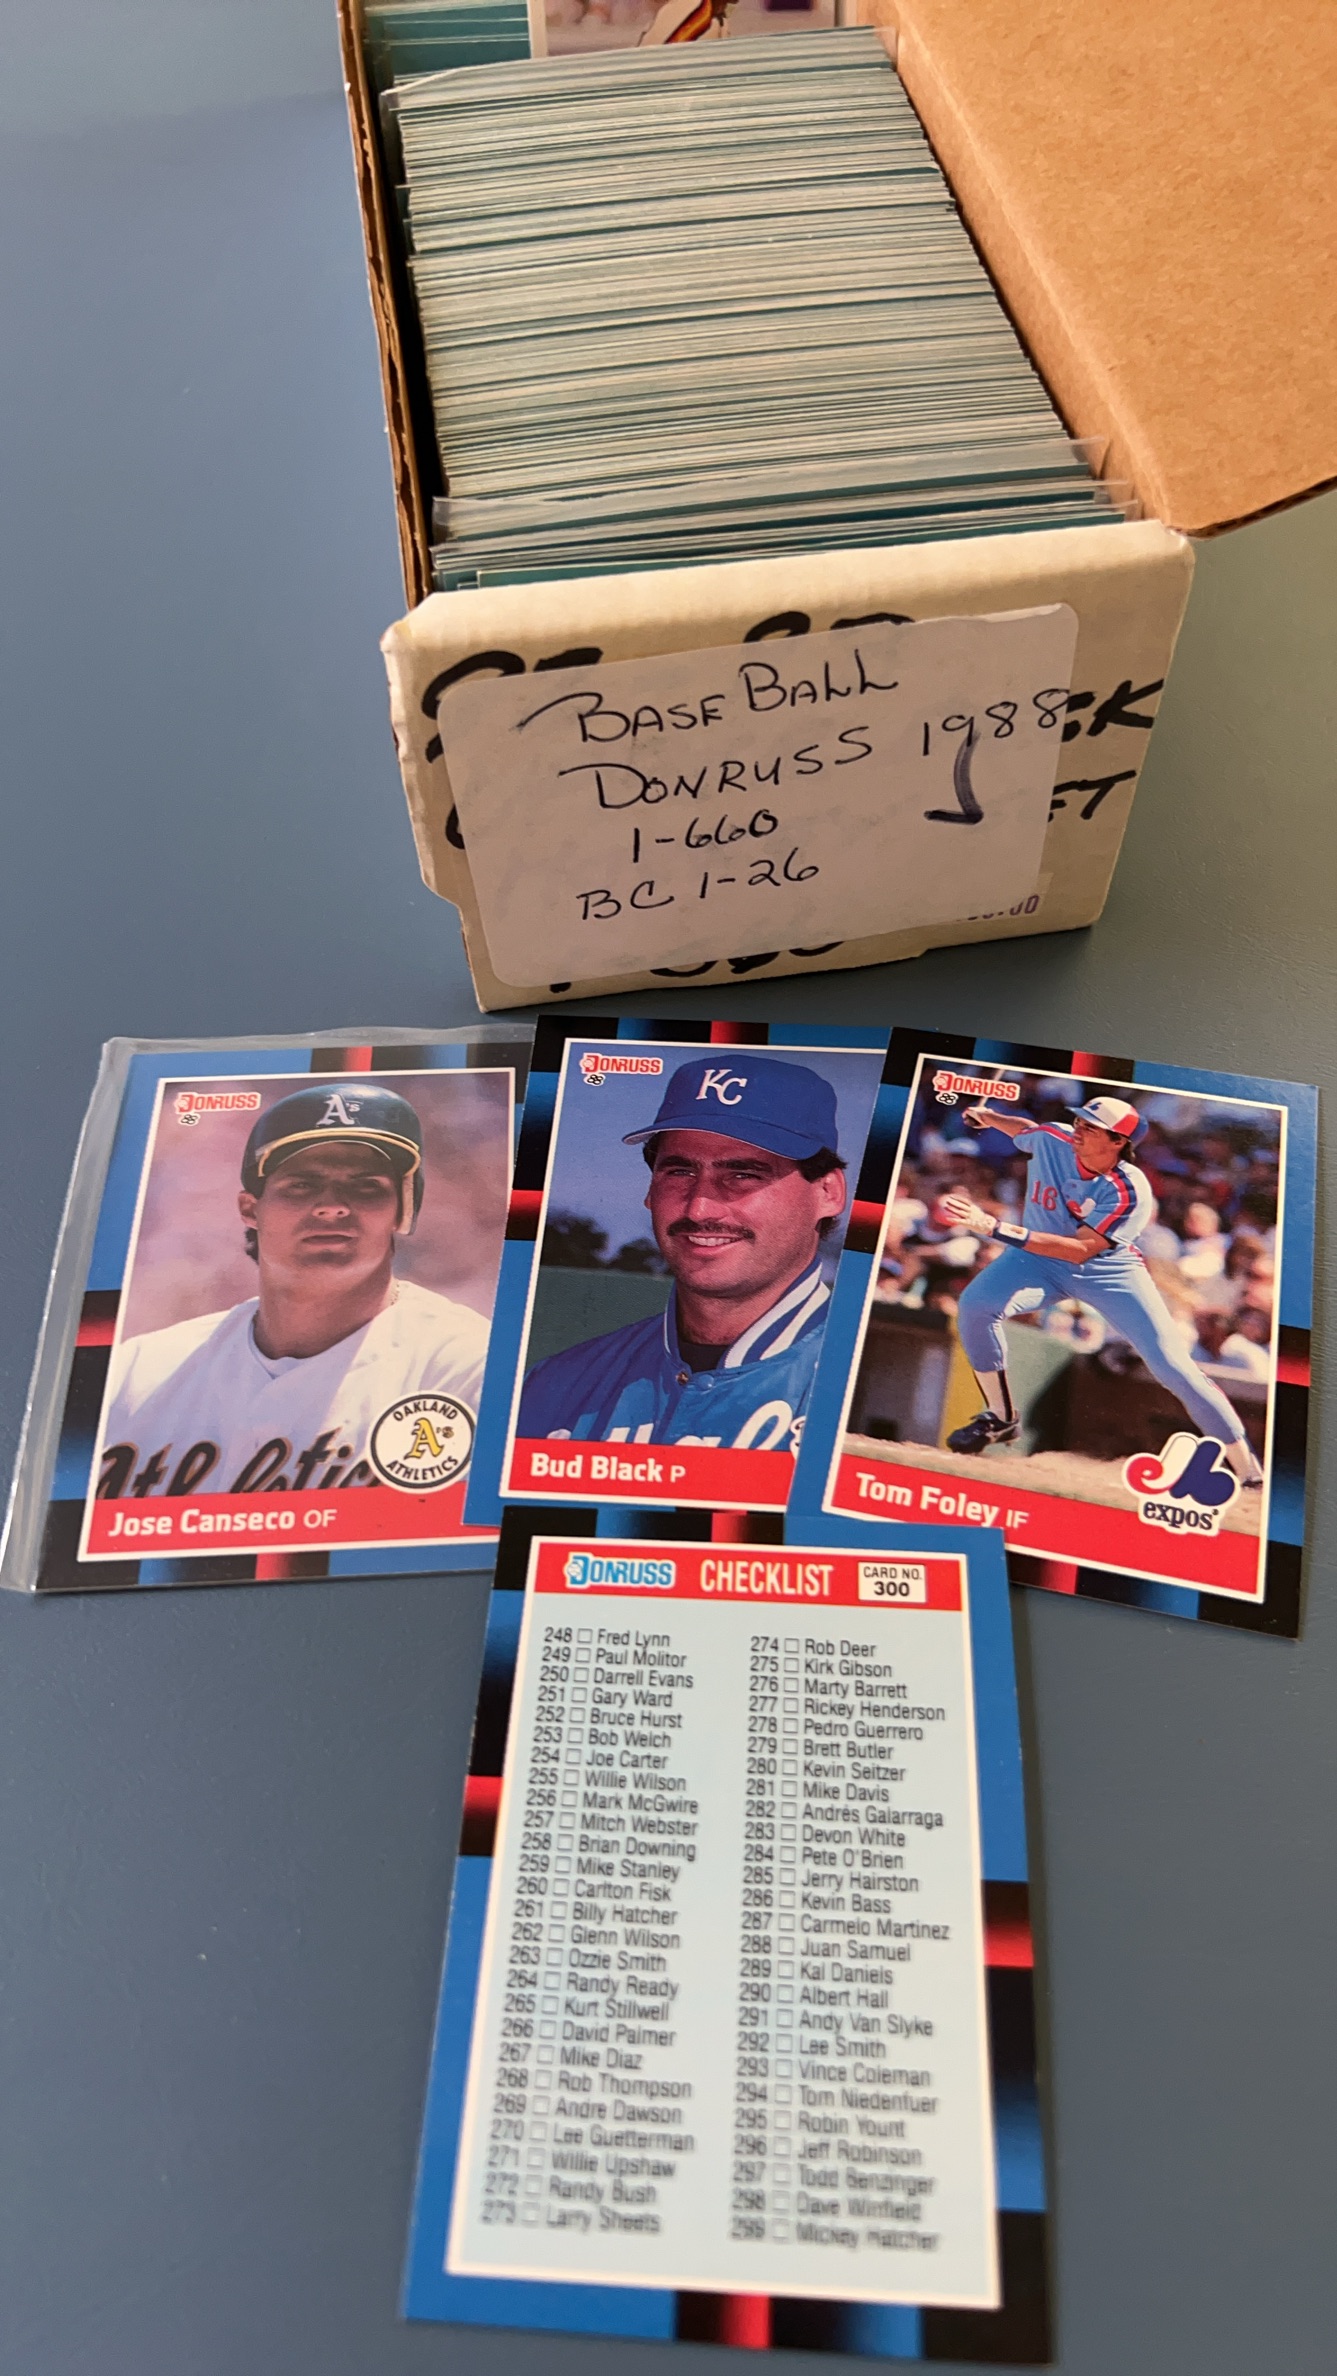 BASEBALL
DONRUSS 1988
1-660
BC 1-26
DONRUSS
88
A's
OAKLAND
A's
ATHLETICS
Athletic
Jose Canseco OF
DONRUSS
88
KC
Bud Black P
DONRUSS
88
16
expos
Tom Foley IF
DONRUSS CHECKLIST CARD NO. 300
248 Fred Lynn
249 Paul Molitor
250 Darrell Evans
251 Gary Ward
252 Bruce Hurst
253 Bob Welch
254 Joe Carter
255 Willie Wilson
256 Mark McGwire
257 Mitch Webster
258 Brian Downing
259 Mike Stanley
260 Carlton Fisk
261 Billy Hatcher
262 Glenn Wilson
263 Ozzie Smith
264 Randy Ready
265 Kurt Stillwell
266 David Palmer
267 Mike Diaz
268 Rob Thompson
269 Andre Dawson
270 Lee Guetterman
271 Willie Upshaw
272 Randy Bush
273 Larry Sheets
274 Rob Deer
275 Kirk Gibson
276 Marty Barrett
277 Rickey Henderson
278 Pedro Guerrero
279 Brett Butler
280 Kevin Seitzer
281 Mike Davis
282 Andrés Galarraga
283 Devon White
284 Pete O'Brien
285 Jerry Hairston
286 Kevin Bass
287 Carmelo Martinez
288 Juan Samuel
289 Kal Daniels
290 Albert Hall
291 Andy Van Slyke
292 Lee Smith
293 Vince Coleman
294 Tom Niedenfuer
295 Robin Yount
296 Jeff Robinson
297 Todd Benzinger
298 Dave Winfield
299 Mickey Hatcher